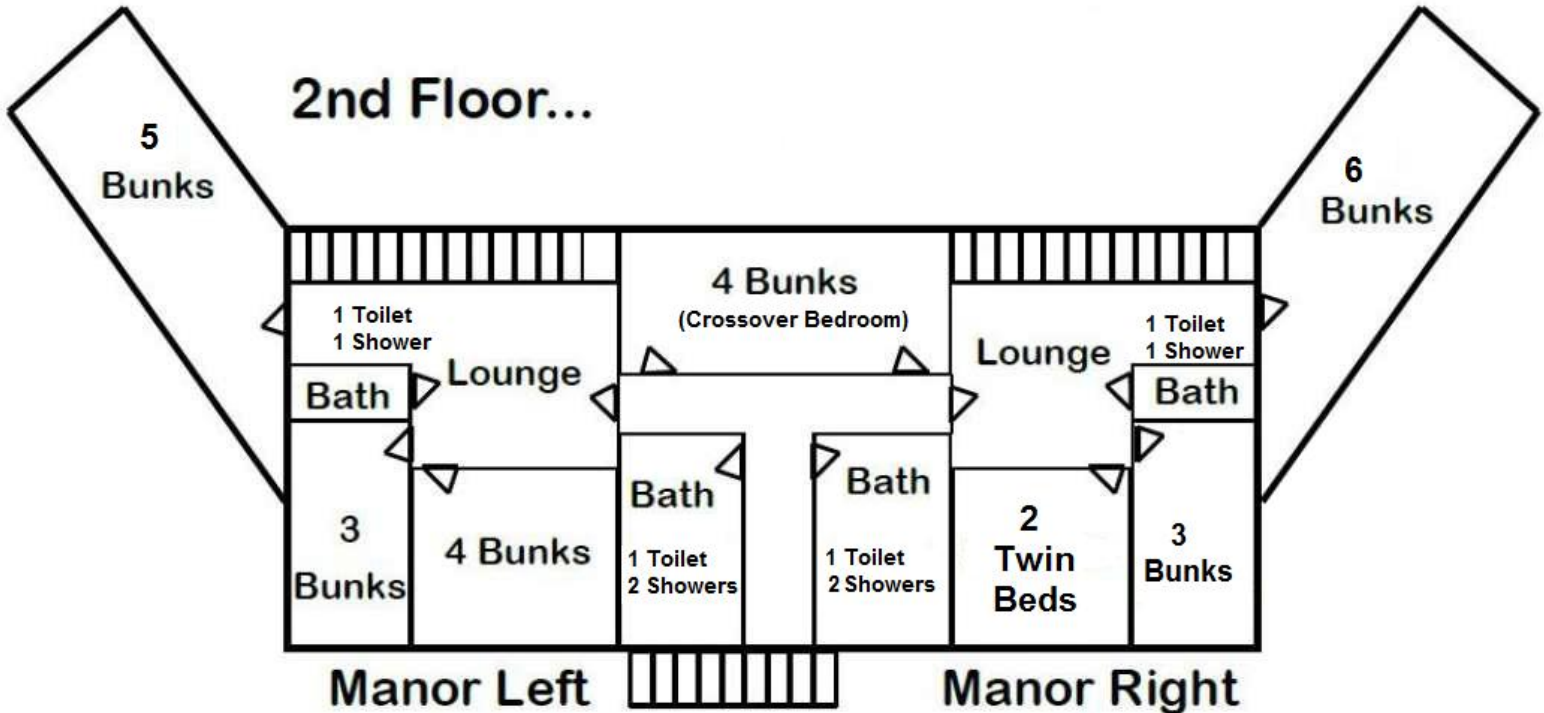 2nd Floor...
5
Bunks
6
Bunks
4 Bunks
(Crossover Bedroom)
1 Toilet
1 Shower
Lounge
Bath
Lounge
1 Toilet
1 Shower
Bath
3
Bunks
4 Bunks
Bath
1 Toilet
2 Showers
Bath
1 Toilet
2 Showers
2
Twin
Beds
3
Bunks
Manor Left
Manor Right